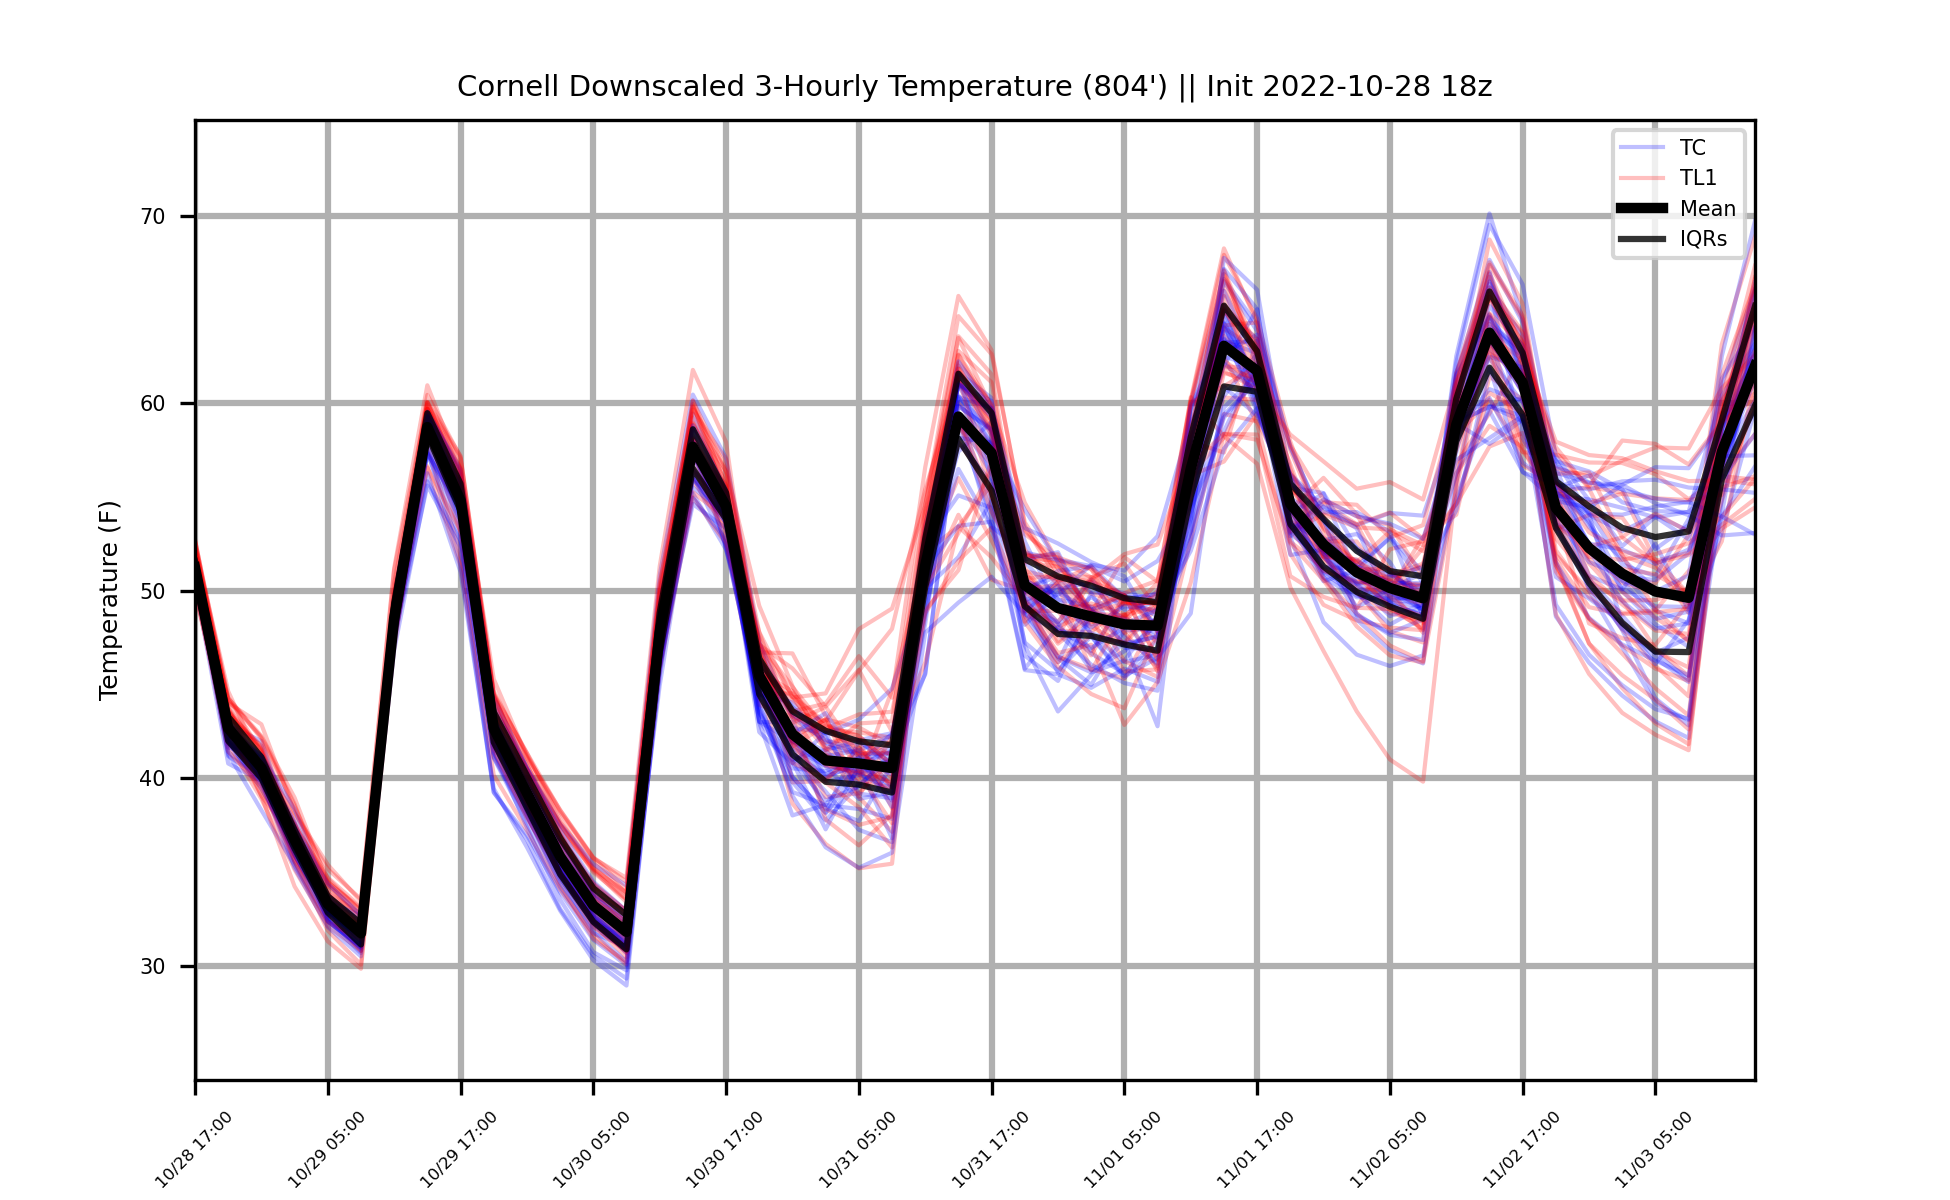 Cornell Downscaled 3-Hourly Temperature (804') || Init 2022-10-28 18z
TC
TL1
Mean
IQRs
Temperature (F)
70
60
50
40
30
10/28 17:00
10/29 05:00
10/29 17:00
10/30 05:00
10/30 17:00
10/31 05:00
10/31 17:00
11/01 05:00
11/01 17:00
11/02 05:00
11/02 17:00
11/03 05:00